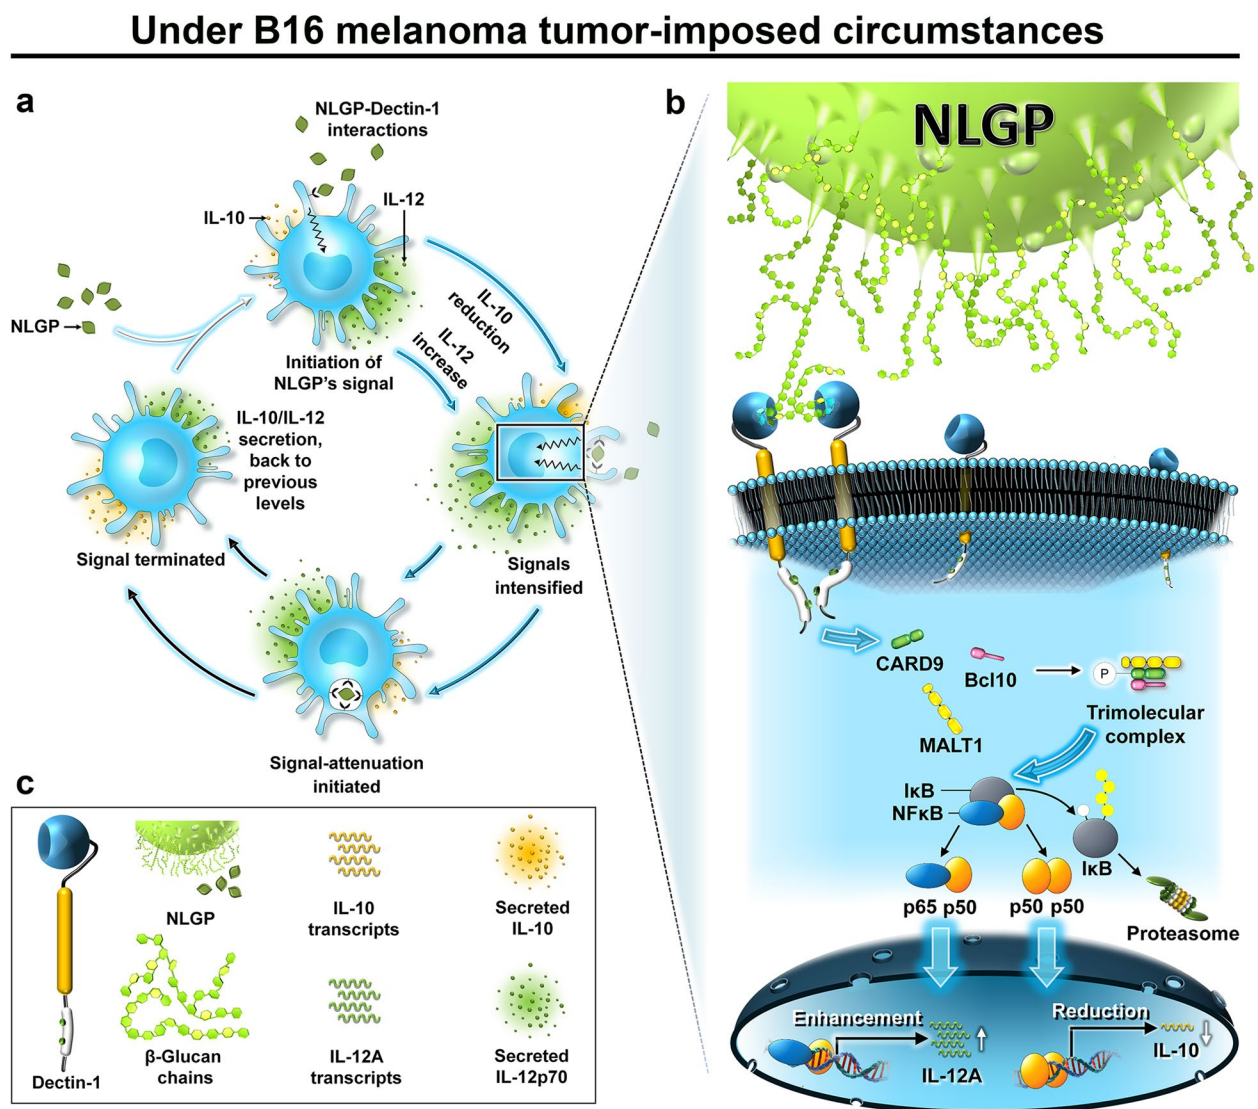 Under B16 melanoma tumor-imposed circumstances
a
NLGP-Dectin-1
interactions
IL-10
IL-12
NLGP
Initiation of
NLGP's signal
IL-10
reduction
IL-12
increase
IL-10/IL-12
secretion,
back to
previous
levels
Signal terminated
Signals
intensified
Signal-attenuation
initiated
b
NLGP
CARD9
Bcl10
MALT1
P
Trimolecular
complex
IκB
NFκB
IκB
p65 p50
p50 p50
Proteasome
Enhancement
IL-12A
Reduction
IL-10
c
Dectin-1
NLGP
β-Glucan
chains
IL-10
transcripts
IL-12A
transcripts
Secreted
IL-10
Secreted
IL-12p70